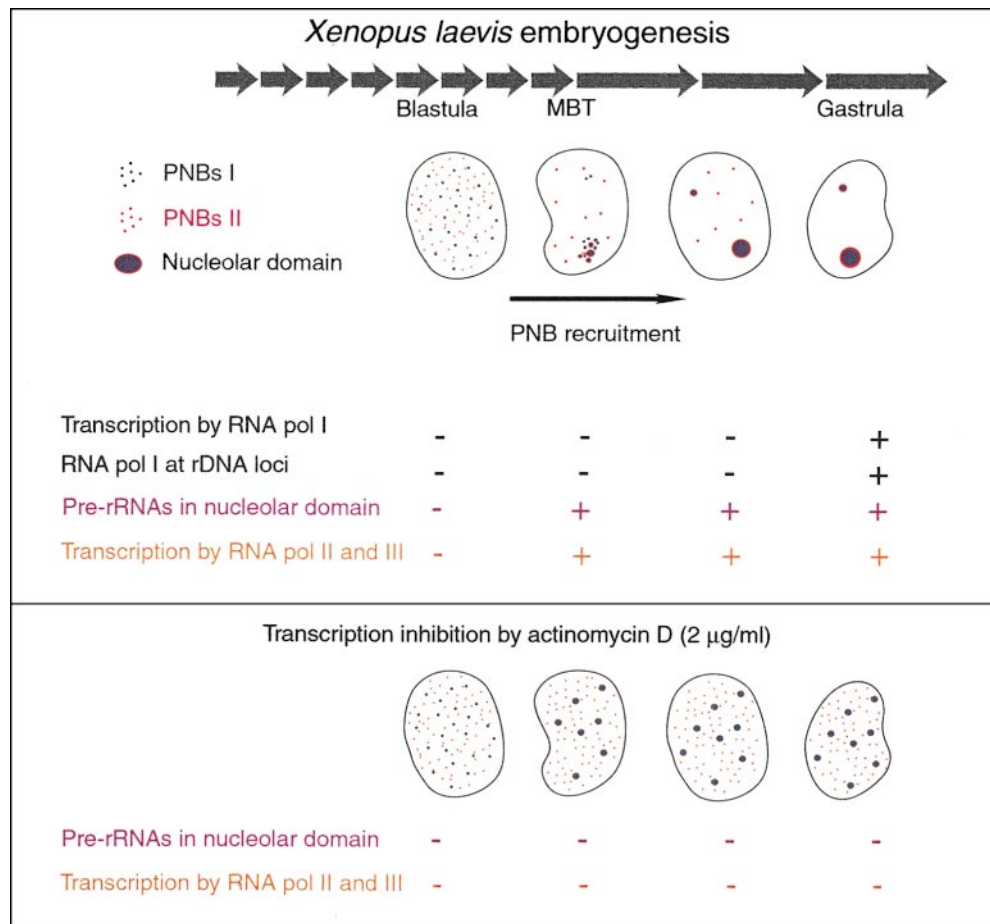 Xenopus laevis embryogenesis
Blastula MBT Gastrula
PNBs I
PNBs II
Nucleolar domain
PNB recruitment
Transcription by RNA pol I - - - +
RNA pol I at rDNA loci - - - +
Pre-rRNAs in nucleolar domain - + + +
Transcription by RNA pol II and III - + + +
Transcription inhibition by actinomycin D (2 µg/ml)
Pre-rRNAs in nucleolar domain - - - -
Transcription by RNA pol II and III - - - -